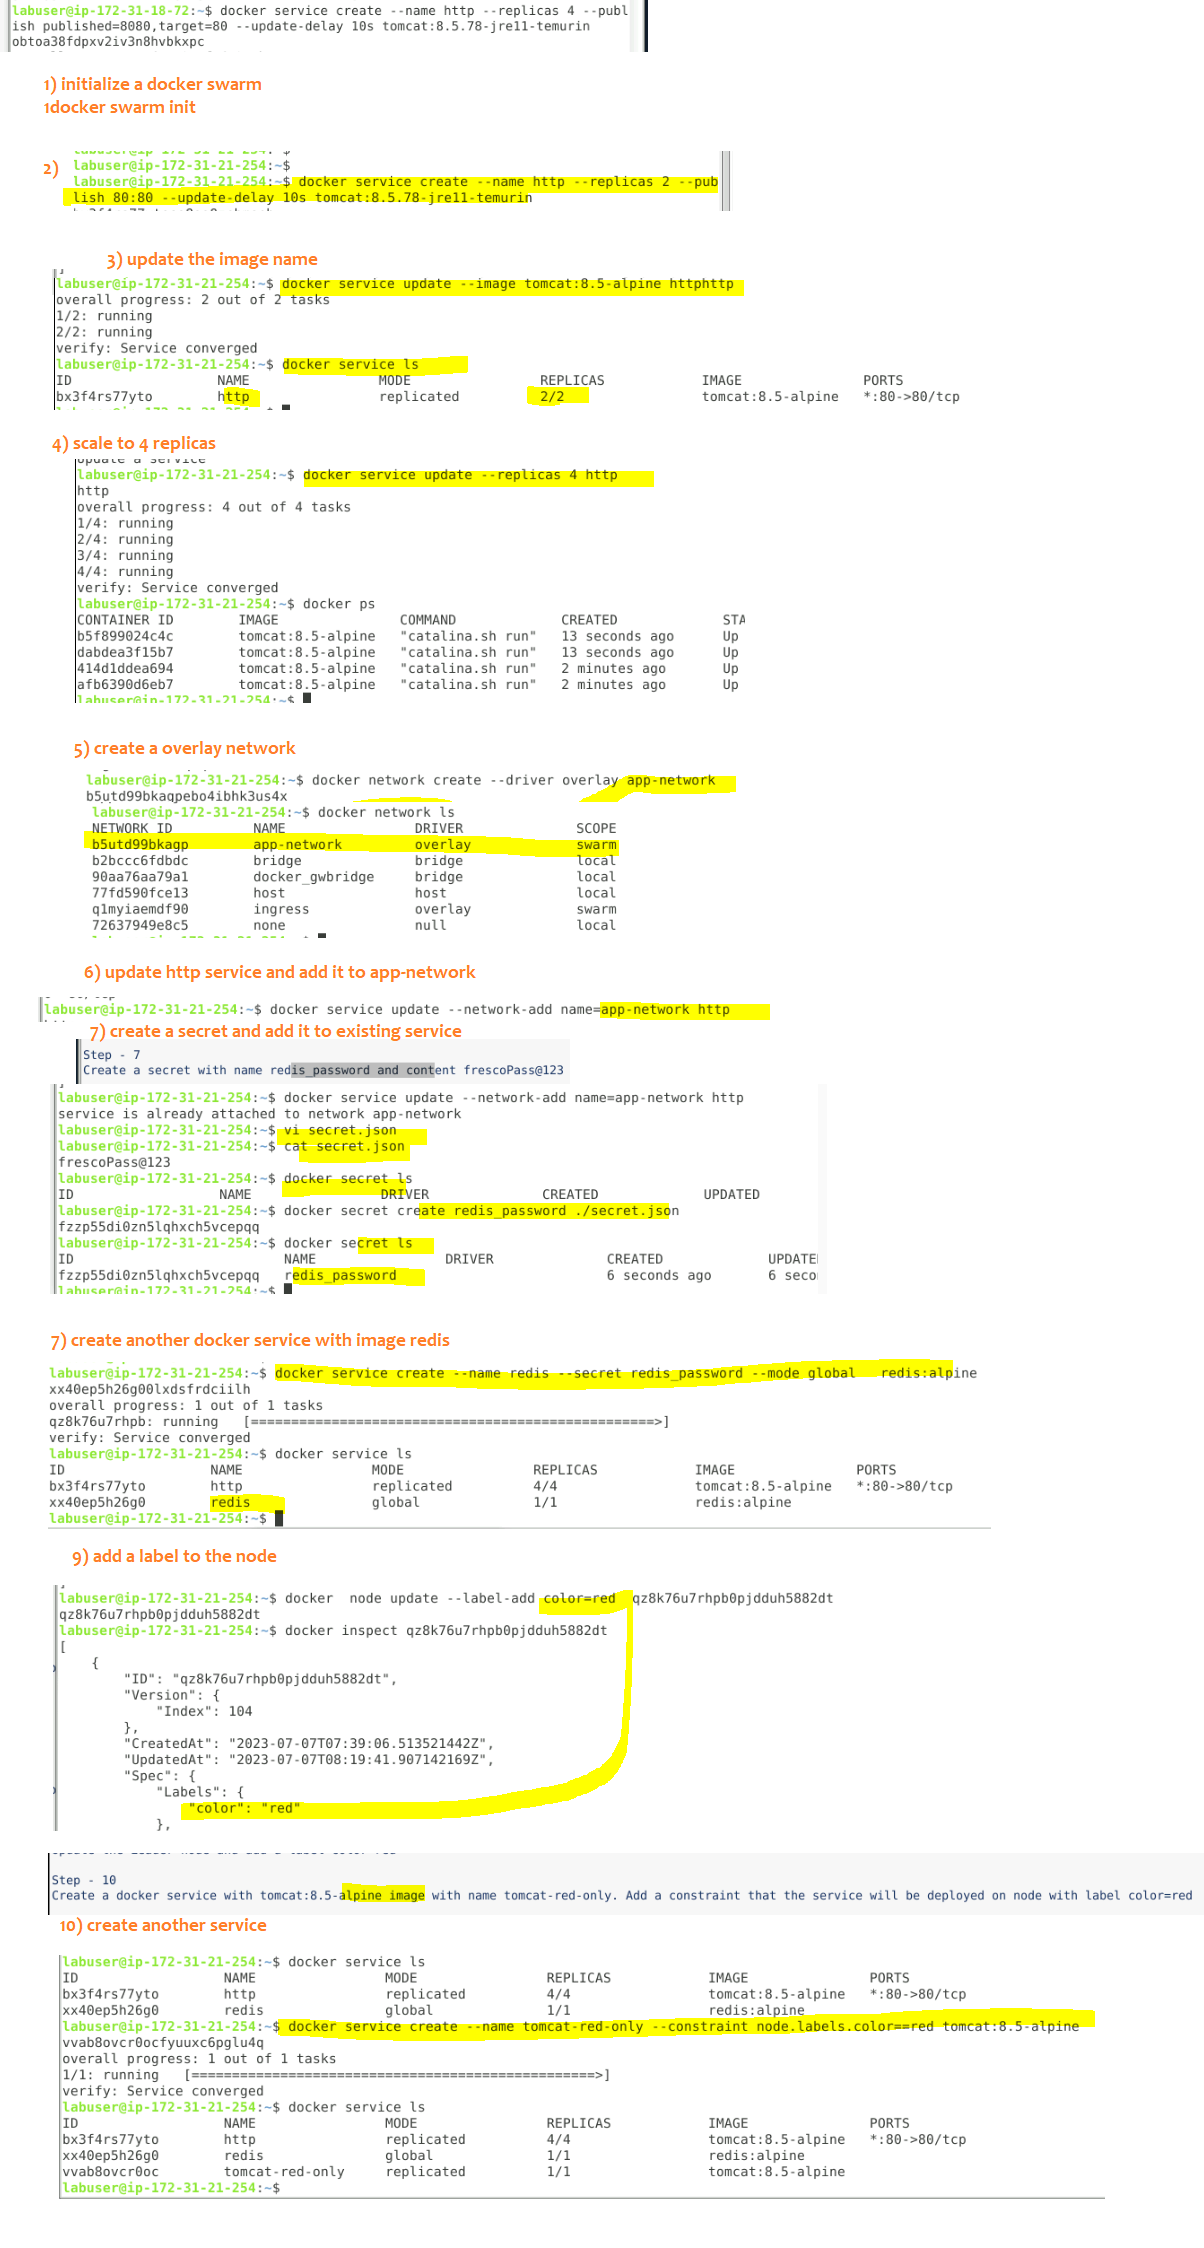 labuser@ip-172-31-18-72:~$ docker service create --name http --replicas 4 --publ
ish published=8080,target=80 --update-delay 10s tomcat:8.5.78-jre11-temurin
obtoa38fdpxv2iv3n8hvbkxpc
1) initialize a docker swarm
1docker swarm init
labuser@ip-172-31-21-254:~$
2)
labuser@ip-172-31-21-254:~$ docker service create --name http --replicas 2 --pub
lish 80:80 --update-delay 10s tomcat:8.5.78-jre11-temurin
3) update the image name
labuser@ip-172-31-21-254:~$ docker service update --image tomcat:8.5-alpine httphttp
overall progress: 2 out of 2 tasks
1/2: running
2/2: running
verify: Service converged
labuser@ip-172-31-21-254:~$ docker service ls
ID NAME MODE REPLICAS IMAGE PORTS
bx3f4rs77yto http replicated 2/2 tomcat:8.5-alpine *:80->80/tcp
4) scale to 4 replicas
Update a service
labuser@ip-172-31-21-254:~$ docker service update --replicas 4 http
http
overall progress: 4 out of 4 tasks
1/4: running
2/4: running
3/4: running
4/4: running
verify: Service converged
labuser@ip-172-31-21-254:~$ docker ps
CONTAINER ID IMAGE COMMAND CREATED STA
b5f899024c4c tomcat:8.5-alpine "catalina.sh run" 13 seconds ago Up
dabdea3f15b7 tomcat:8.5-alpine "catalina.sh run" 13 seconds ago Up
414d1ddea694 tomcat:8.5-alpine "catalina.sh run" 2 minutes ago Up
afb6390d6eb7 tomcat:8.5-alpine "catalina.sh run" 2 minutes ago Up
labuser@ip-172-31-21-254:~$
5) create a overlay network
labuser@ip-172-31-21-254:~$ docker network create --driver overlay app-network
b5utd99bkaqpebo4ibhk3us4x
labuser@ip-172-31-21-254:~$ docker network ls
NETWORK ID NAME DRIVER SCOPE
b5utd99bkagp app-network overlay swarm
b2bccc6fdbdc bridge bridge local
90aa76aa79a1 docker_gwbridge bridge local
77fd590fce13 host host local
q1myiaemdf90 ingress overlay swarm
72637949e8c5 none null local
6) update http service and add it to app-network
labuser@ip-172-31-21-254:~$ docker service update --network-add name=app-network http
7) create a secret and add it to existing service
Step - 7
Create a secret with name redis_password and content frescoPass@123
labuser@ip-172-31-21-254:~$ docker service update --network-add name=app-network http
service is already attached to network app-network
labuser@ip-172-31-21-254:~$ vi secret.json
labuser@ip-172-31-21-254:~$ cat secret.json
frescoPass@123
labuser@ip-172-31-21-254:~$ docker secret ls
ID NAME DRIVER CREATED UPDATED
labuser@ip-172-31-21-254:~$ docker secret create redis_password ./secret.json
fzzp55di0zn5lqhxch5vcepqq
labuser@ip-172-31-21-254:~$ docker secret ls
ID NAME DRIVER CREATED UPDATE
fzzp55di0zn5lqhxch5vcepqq redis_password 6 seconds ago 6 seco
labuser@ip-172-31-21-254:~$
7) create another docker service with image redis
labuser@ip-172-31-21-254:~$ docker service create --name redis --secret redis_password --mode global redis:alpine
xx40ep5h26g00lxdsfrdciilh
overall progress: 1 out of 1 tasks
qz8k76u7rhpb: running [==================================================>]
verify: Service converged
labuser@ip-172-31-21-254:~$ docker service ls
ID NAME MODE REPLICAS IMAGE PORTS
bx3f4rs77yto http replicated 4/4 tomcat:8.5-alpine *:80->80/tcp
xx40ep5h26g0 redis global 1/1 redis:alpine
labuser@ip-172-31-21-254:~$
9) add a label to the node
labuser@ip-172-31-21-254:~$ docker node update --label-add color=red qz8k76u7rhpb0pjdduh5882dt
qz8k76u7rhpb0pjdduh5882dt
labuser@ip-172-31-21-254:~$ docker inspect qz8k76u7rhpb0pjdduh5882dt
[
{
"ID": "qz8k76u7rhpb0pjdduh5882dt",
"Version": {
"Index": 104
},
"CreatedAt": "2023-07-07T07:39:06.513521442Z",
"UpdatedAt": "2023-07-07T08:19:41.907142169Z",
"Spec": {
"Labels": {
"color": "red"
},
Step - 10
Create a docker service with tomcat:8.5-alpine image with name tomcat-red-only. Add a constraint that the service will be deployed on node with label color=red
10) create another service
labuser@ip-172-31-21-254:~$ docker service ls
ID NAME MODE REPLICAS IMAGE PORTS
bx3f4rs77yto http replicated 4/4 tomcat:8.5-alpine *:80->80/tcp
xx40ep5h26g0 redis global 1/1 redis:alpine
labuser@ip-172-31-21-254:~$ docker service create --name tomcat-red-only --constraint node.labels.color==red tomcat:8.5-alpine
vvab8ovcr0ocfyuuxc6pglu4q
overall progress: 1 out of 1 tasks
1/1: running [==================================================>]
verify: Service converged
labuser@ip-172-31-21-254:~$ docker service ls
ID NAME MODE REPLICAS IMAGE PORTS
bx3f4rs77yto http replicated 4/4 tomcat:8.5-alpine *:80->80/tcp
xx40ep5h26g0 redis global 1/1 redis:alpine
vvab8ovcr0oc tomcat-red-only replicated 1/1 tomcat:8.5-alpine
labuser@ip-172-31-21-254:~$